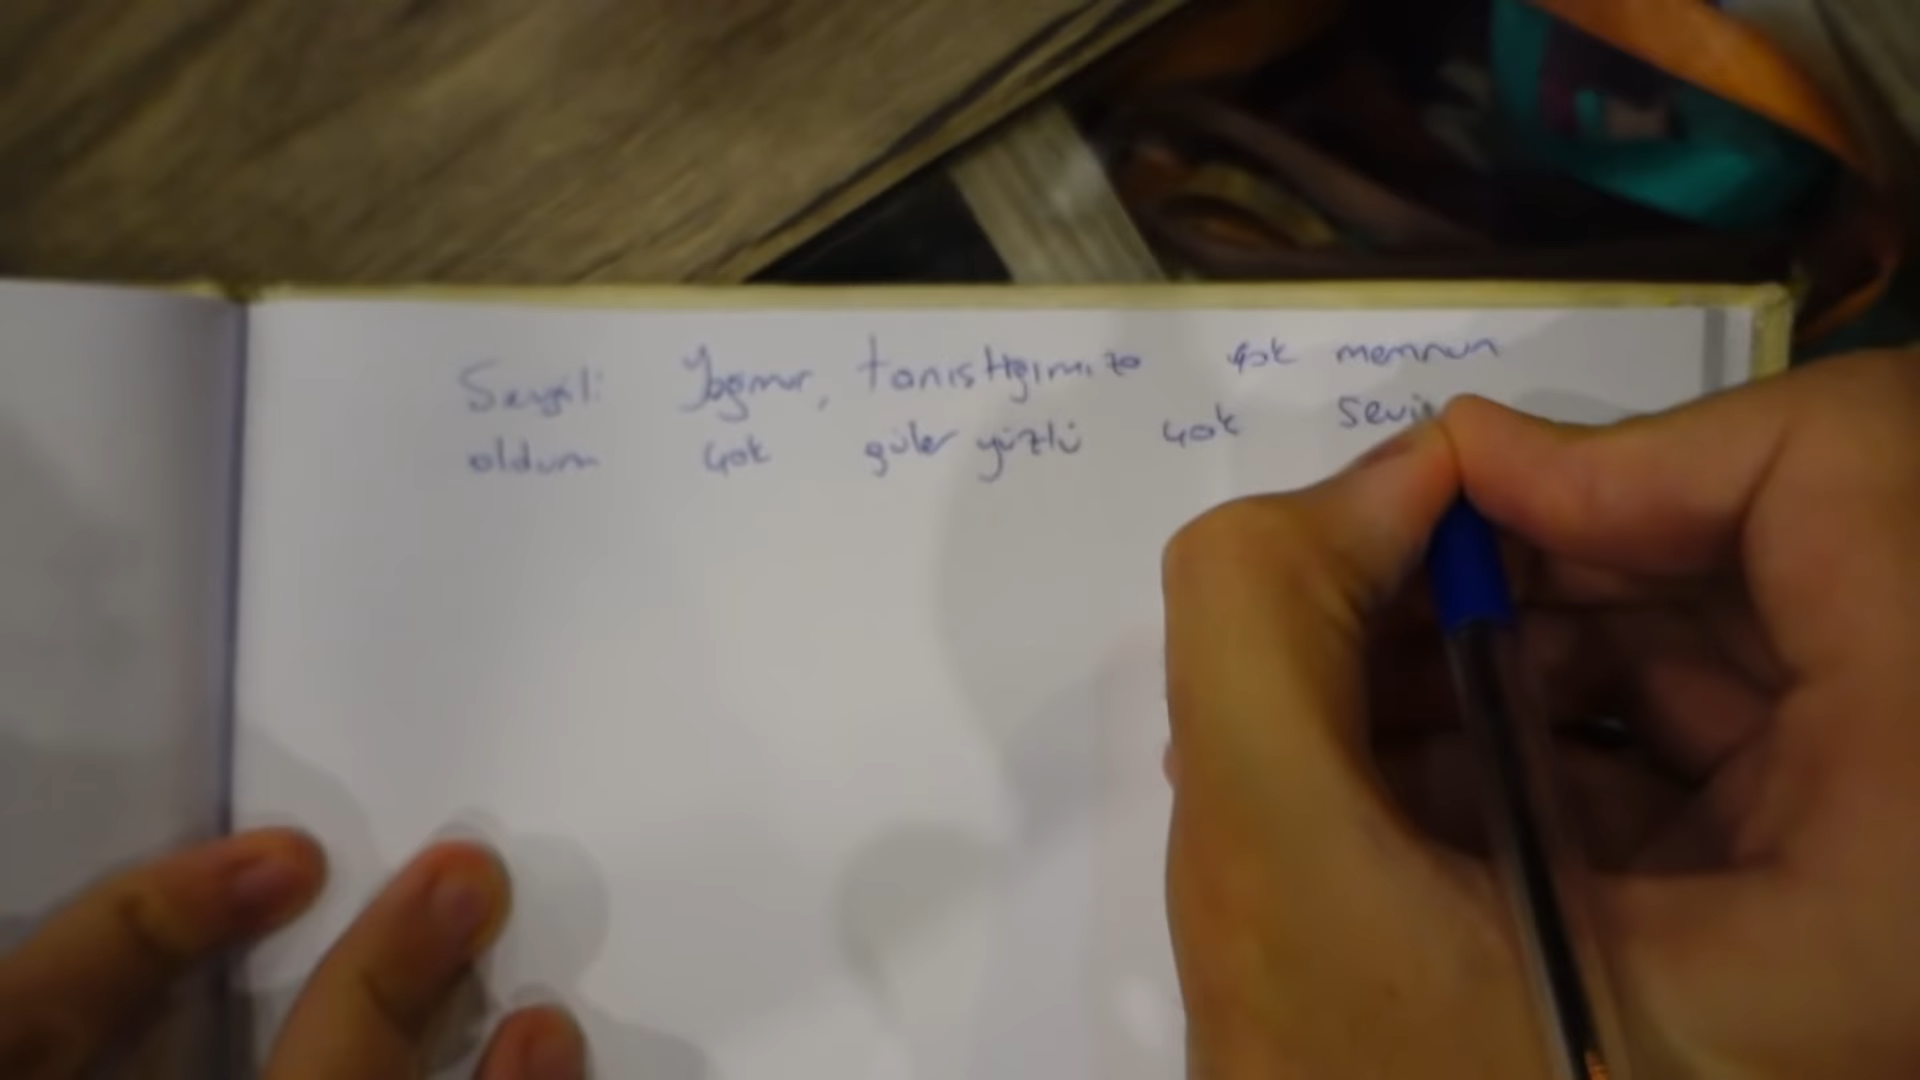 Sevgili Yağmur, tanıştığımıza çok memnun
oldum çok güler yüzlü çok